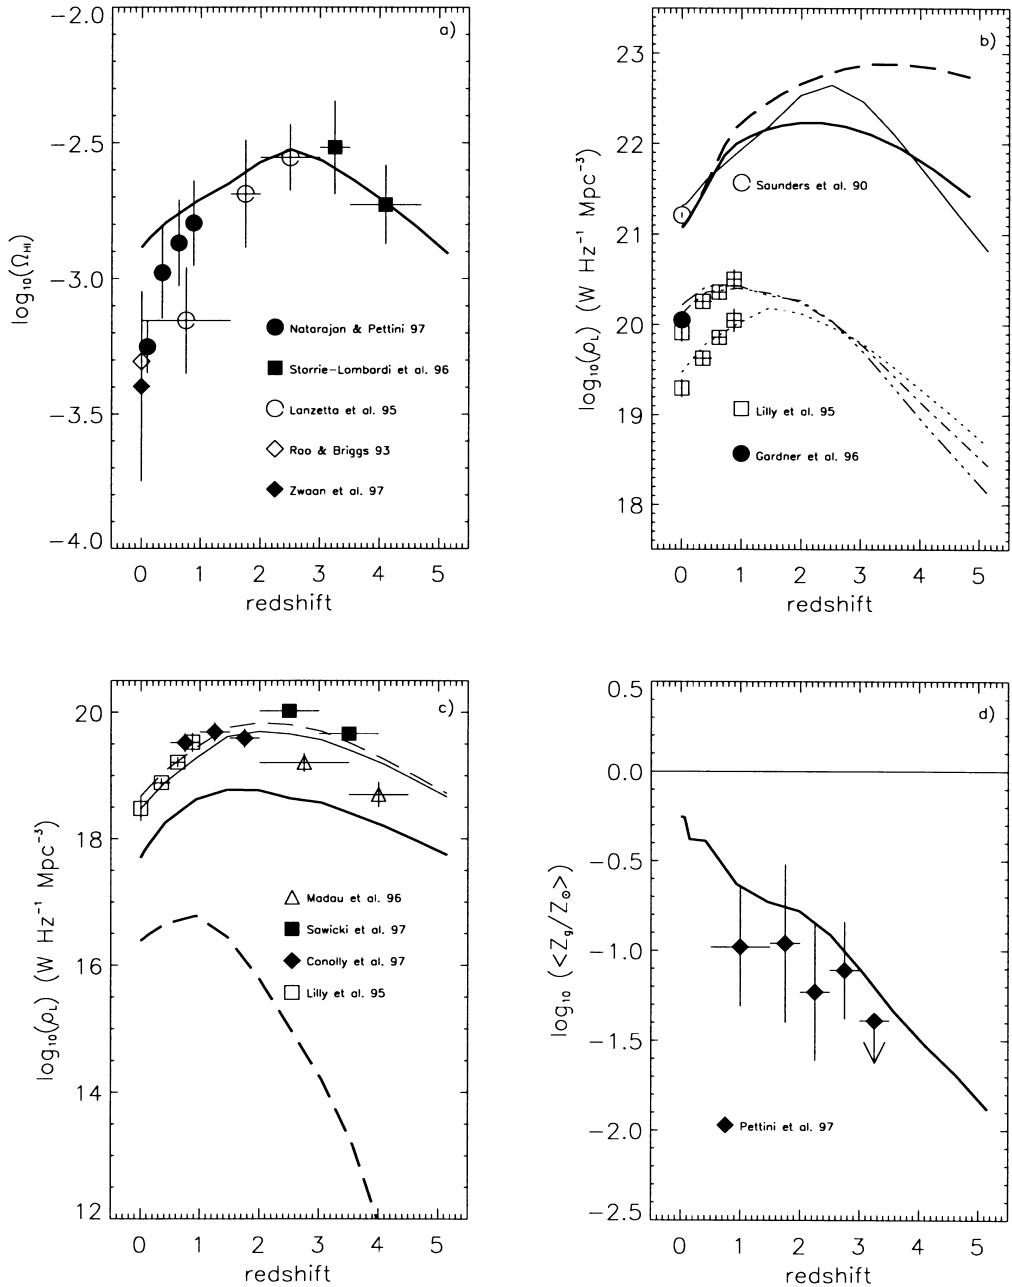 a)
−2.0
−2.5
−3.0
−3.5
−4.0
log₁₀(Ω_HI)
Natarajan & Pettini 97
Storrie−Lombardi et al. 96
Lanzetta et al. 95
Rao & Briggs 93
Zwaan et al. 97
0 1 2 3 4 5
redshift
b)
23
22
21
20
19
18
log₁₀(ρ_L) (W Hz⁻¹ Mpc⁻³)
Saunders et al. 90
Lilly et al. 95
Gardner et al. 96
0 1 2 3 4 5
redshift
c)
20
18
16
14
12
log₁₀(ρ_L) (W Hz⁻¹ Mpc⁻³)
Madau et al. 96
Sawicki et al. 97
Conolly et al. 97
Lilly et al. 95
0 1 2 3 4 5
redshift
d)
0.5
0.0
−0.5
−1.0
−1.5
−2.0
−2.5
log₁₀ (<Z_g/Z_⊙>)
Pettini et al. 97
0 1 2 3 4 5
redshift